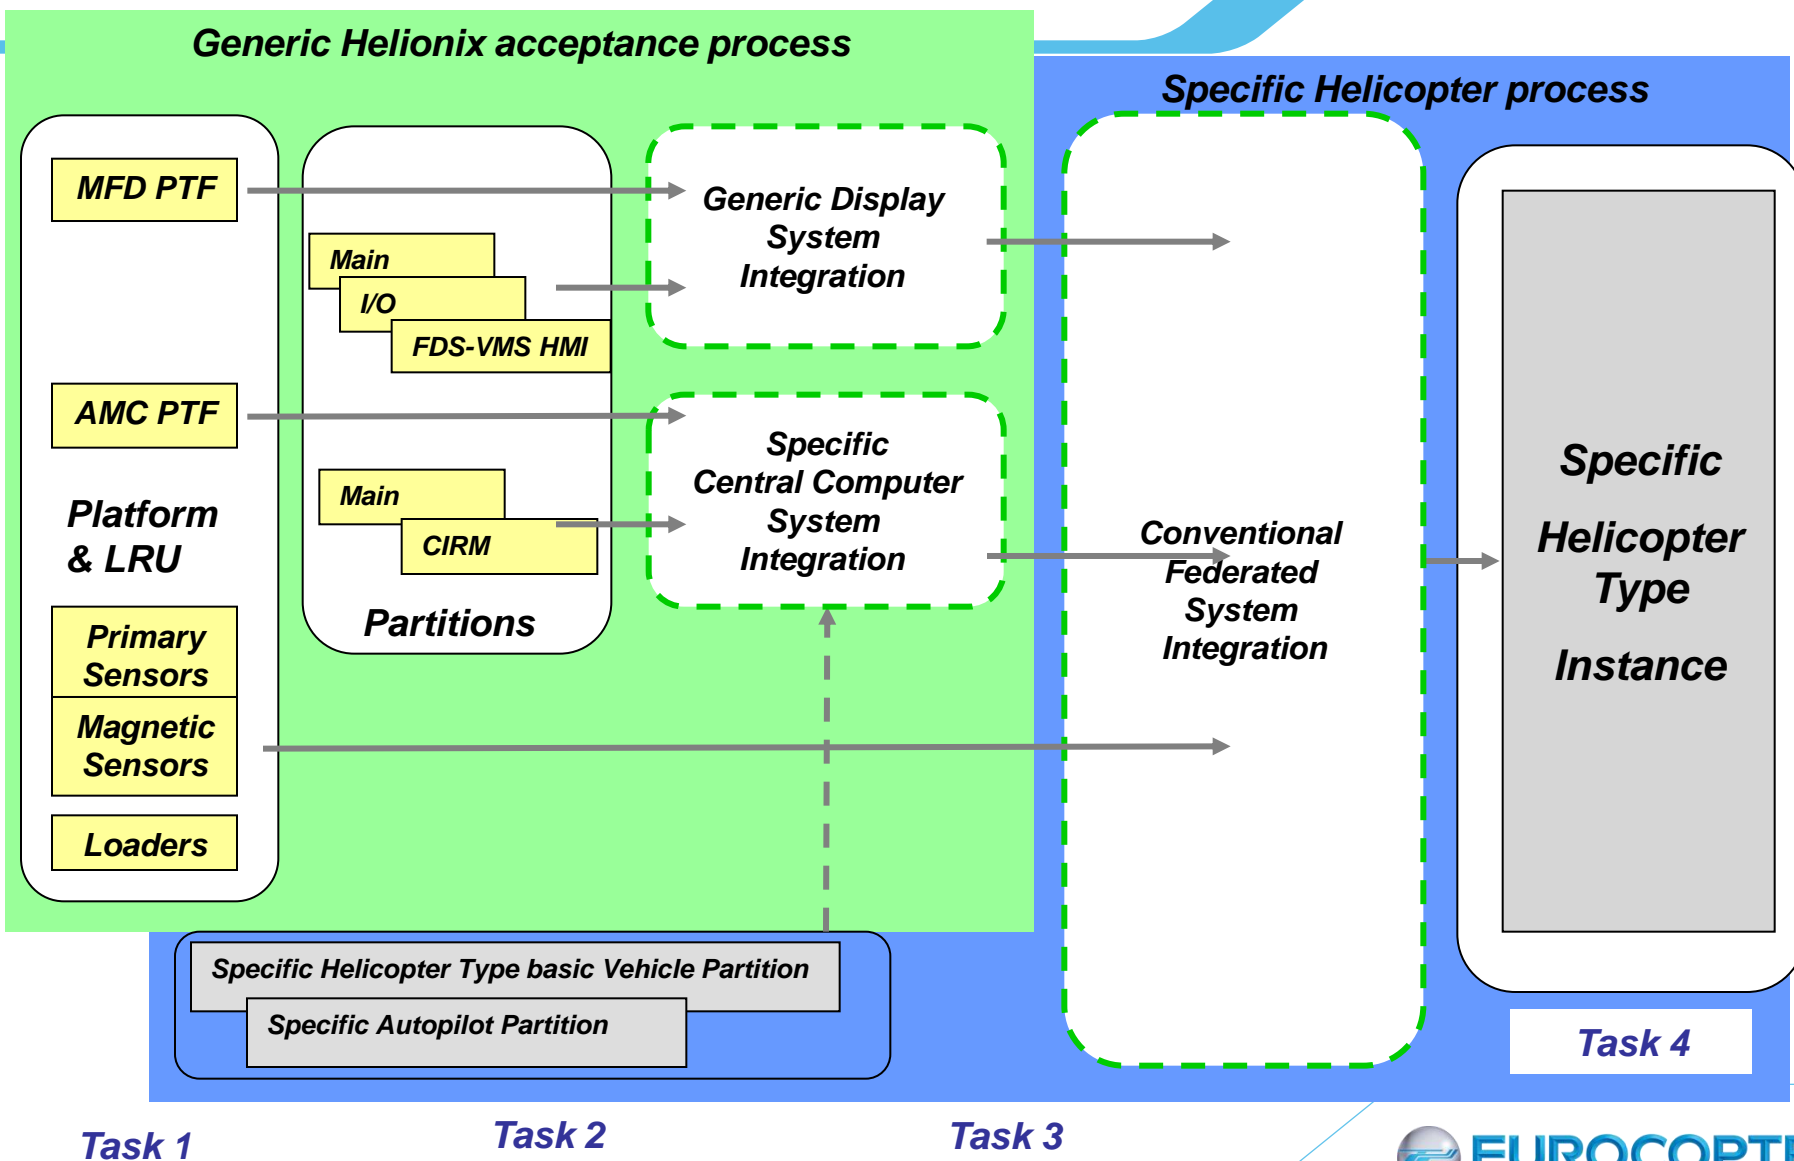 Generic Helionix acceptance process
Specific Helicopter process
MFD PTF
AMC PTF
Platform
& LRU
Primary
Sensors
Magnetic
Sensors
Loaders
Main
I/O
FDS-VMS HMI
Main
CIRM
Partitions
Generic Display
System
Integration
Specific
Central Computer
System
Integration
Conventional
Federated
System
Integration
Specific
Helicopter
Type
Instance
Specific Helicopter Type basic Vehicle Partition
Specific Autopilot Partition
Task 4
Task 1
Task 2
Task 3